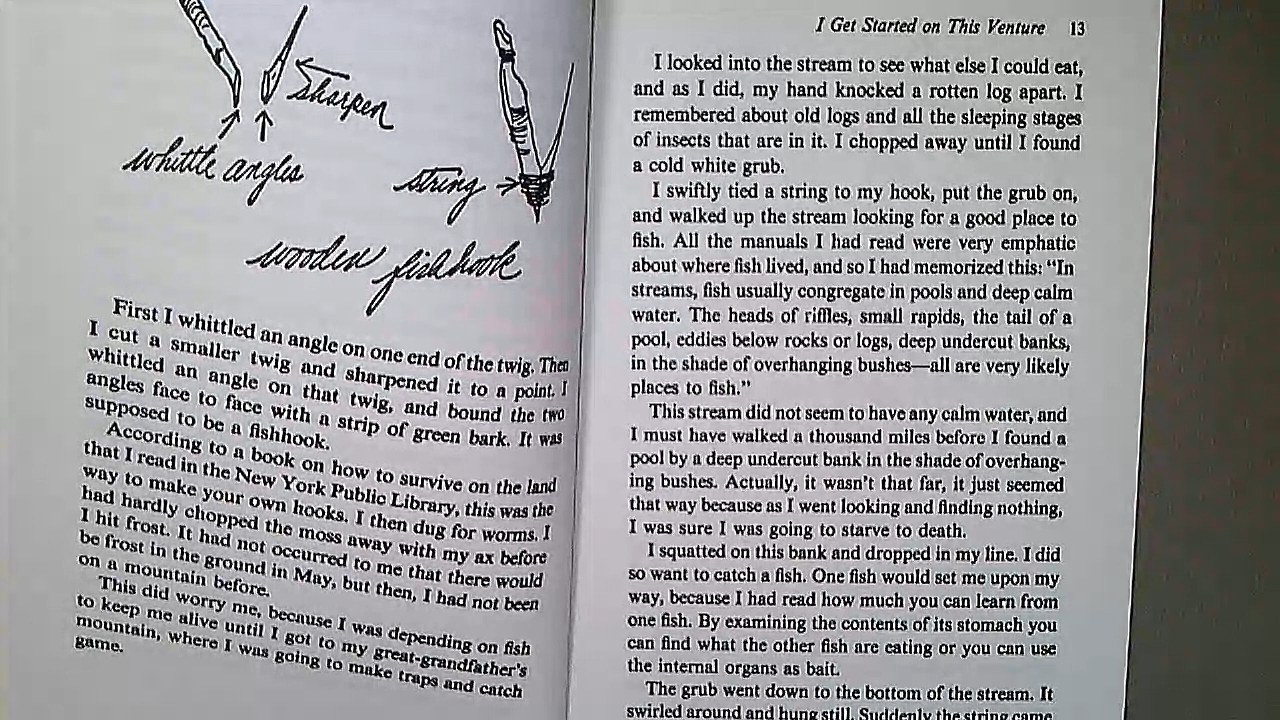 sharpen
whittle angles
string
wooden fishhook
First I whittled an angle on one end of the twig. Then
I cut a smaller twig and sharpened it to a point. I
whittled an angle on that twig, and bound the two
angles face to face with a strip of green bark. It was
supposed to be a fishhook.
According to a book on how to survive on the land
that I read in the New York Public Library, this was the
way to make your own hooks. I then dug for worms. I
had hardly chopped the moss away with my ax before
I hit frost. It had not occurred to me that there would
be frost in the ground in May, but then, I had not been
on a mountain before.
This did worry me, because I was depending on fish
to keep me alive until I got to my great-grandfather's
mountain, where I was going to make traps and catch
game.
I Get Started on This Venture 13
I looked into the stream to see what else I could eat,
and as I did, my hand knocked a rotten log apart. I
remembered about old logs and all the sleeping stages
of insects that are in it. I chopped away until I found
a cold white grub.
I swiftly tied a string to my hook, put the grub on,
and walked up the stream looking for a good place to
fish. All the manuals I had read were very emphatic
about where fish lived, and so I had memorized this: “In
streams, fish usually congregate in pools and deep calm
water. The heads of riffles, small rapids, the tail of a
pool, eddies below rocks or logs, deep undercut banks,
in the shade of overhanging bushes—all are very likely
places to fish.”
This stream did not seem to have any calm water, and
I must have walked a thousand miles before I found a
pool by a deep undercut bank in the shade of overhang-
ing bushes. Actually, it wasn't that far, it just seemed
that way because as I went looking and finding nothing,
I was sure I was going to starve to death.
I squatted on this bank and dropped in my line. I did
so want to catch a fish. One fish would set me upon my
way, because I had read how much you can learn from
one fish. By examining the contents of its stomach you
can find what the other fish are eating or you can use
the internal organs as bait.
The grub went down to the bottom of the stream. It
swirled around and hung still. Suddenly the string came